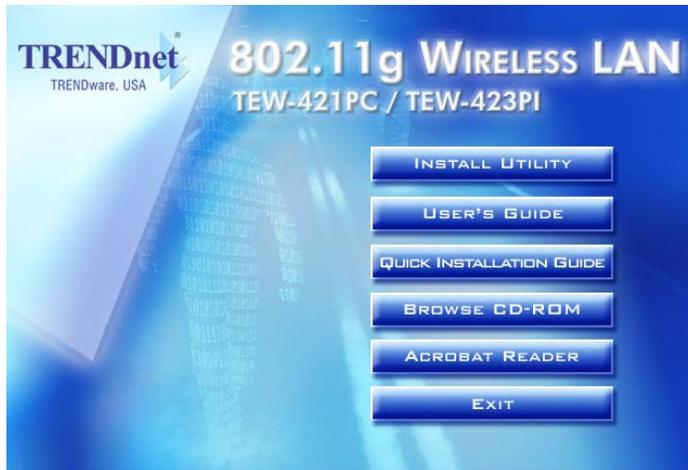 TRENDnet®
TRENDware, USA
802.11g WIRELESS LAN
TEW-421PC / TEW-423PI
INSTALL UTILITY
USER'S GUIDE
QUICK INSTALLATION GUIDE
BROWSE CD-ROM
ACROBAT READER
EXIT